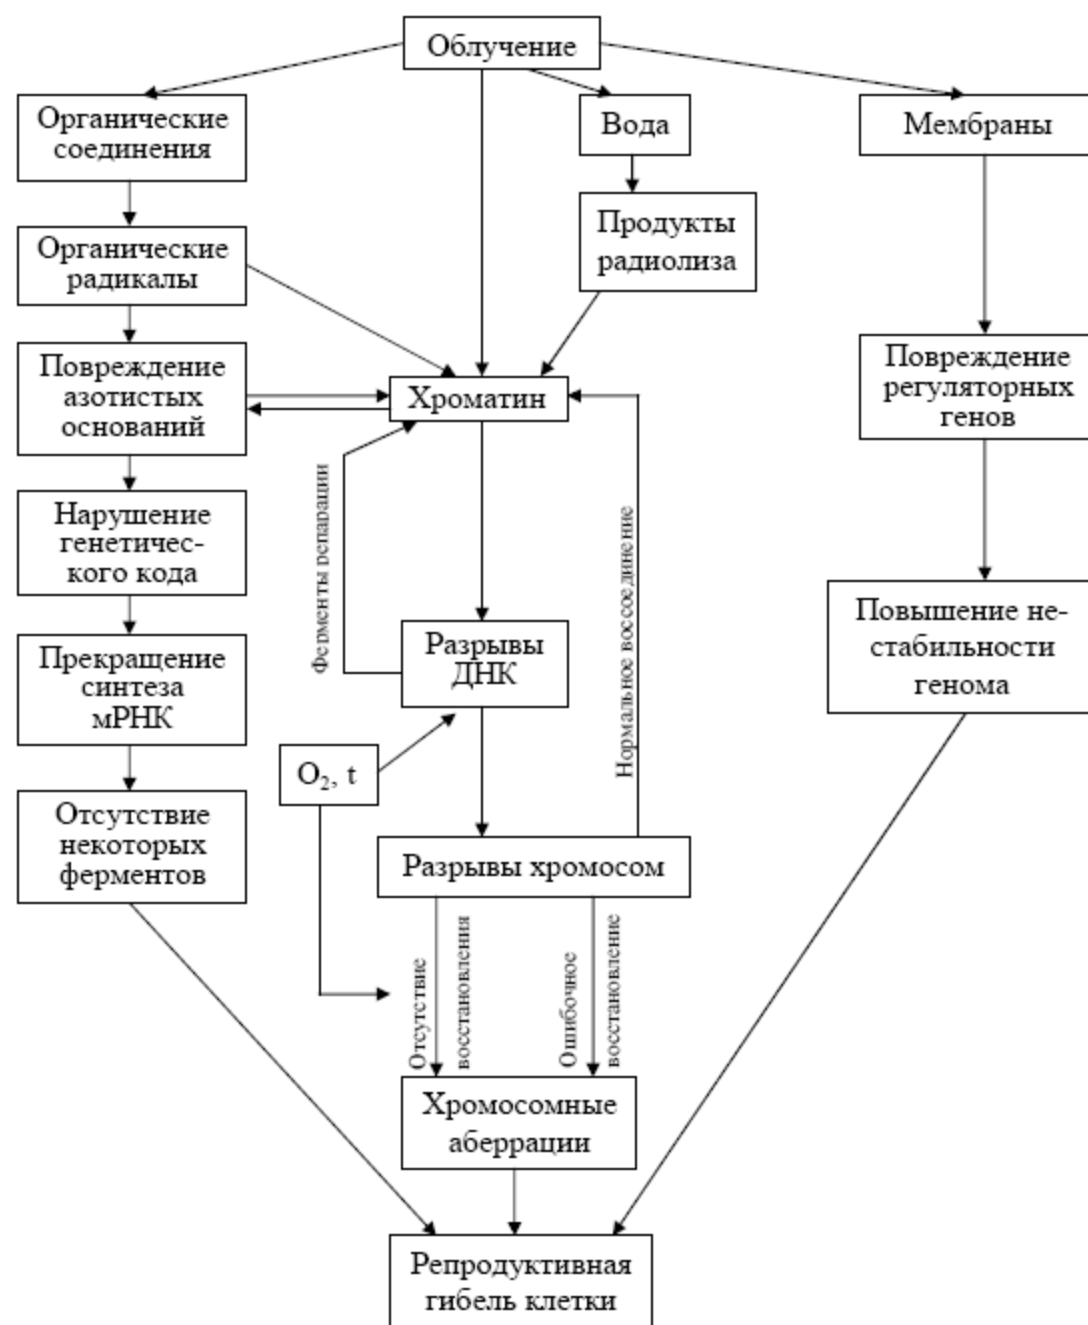 Облучение
Органические
соединения
Вода
Мембраны
Органические
радикалы
Продукты
радиолиза
Повреждение
азотистых
оснований
Хроматин
Повреждение
регуляторных
генов
Нарушение
генетичес-
кого кода
Ферменты репарации
Нормальное воссоединение
Повышение не-
стабильности
генома
Прекращение
синтеза
мРНК
Разрывы
ДНК
O₂, t
Отсутствие
некоторых
ферментов
Разрывы хромосом
Отсутствие
восстановления
Ошибочное
восстановление
Хромосомные
аберрации
Репродуктивная
гибель клетки